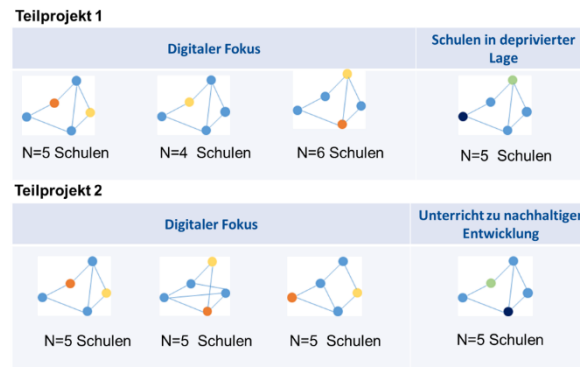 Teilprojekt 1
Digitaler Fokus
Schulen in deprivierter
Lage
N=5 Schulen
N=4 Schulen
N=6 Schulen
N=5 Schulen
Teilprojekt 2
Digitaler Fokus
Unterricht zu nachhaltiger
Entwicklung
N=5 Schulen
N=5 Schulen
N=5 Schulen
N=5 Schulen